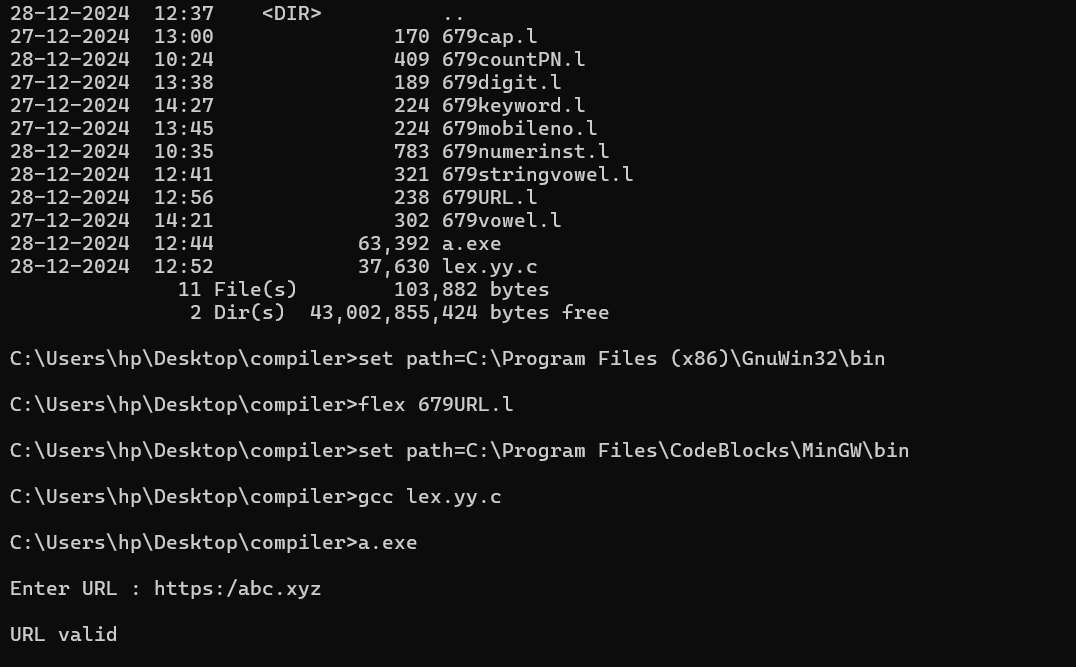 28-12-2024  12:37    <DIR>          ..
27-12-2024  13:00               170 679cap.l
28-12-2024  10:24               409 679countPN.l
27-12-2024  13:38               189 679digit.l
27-12-2024  14:27               224 679keyword.l
27-12-2024  13:45               224 679mobileno.l
28-12-2024  10:35               783 679numerinst.l
28-12-2024  12:41               321 679stringvowel.l
28-12-2024  12:56               238 679URL.l
27-12-2024  14:21               302 679vowel.l
28-12-2024  12:44            63,392 a.exe
28-12-2024  12:52            37,630 lex.yy.c
              11 File(s)        103,882 bytes
               2 Dir(s)  43,002,855,424 bytes free
C:\Users\hp\Desktop\compiler>set path=C:\Program Files (x86)\GnuWin32\bin
C:\Users\hp\Desktop\compiler>flex 679URL.l
C:\Users\hp\Desktop\compiler>set path=C:\Program Files\CodeBlocks\MinGW\bin
C:\Users\hp\Desktop\compiler>gcc lex.yy.c
C:\Users\hp\Desktop\compiler>a.exe
Enter URL : https:/abc.xyz
URL valid